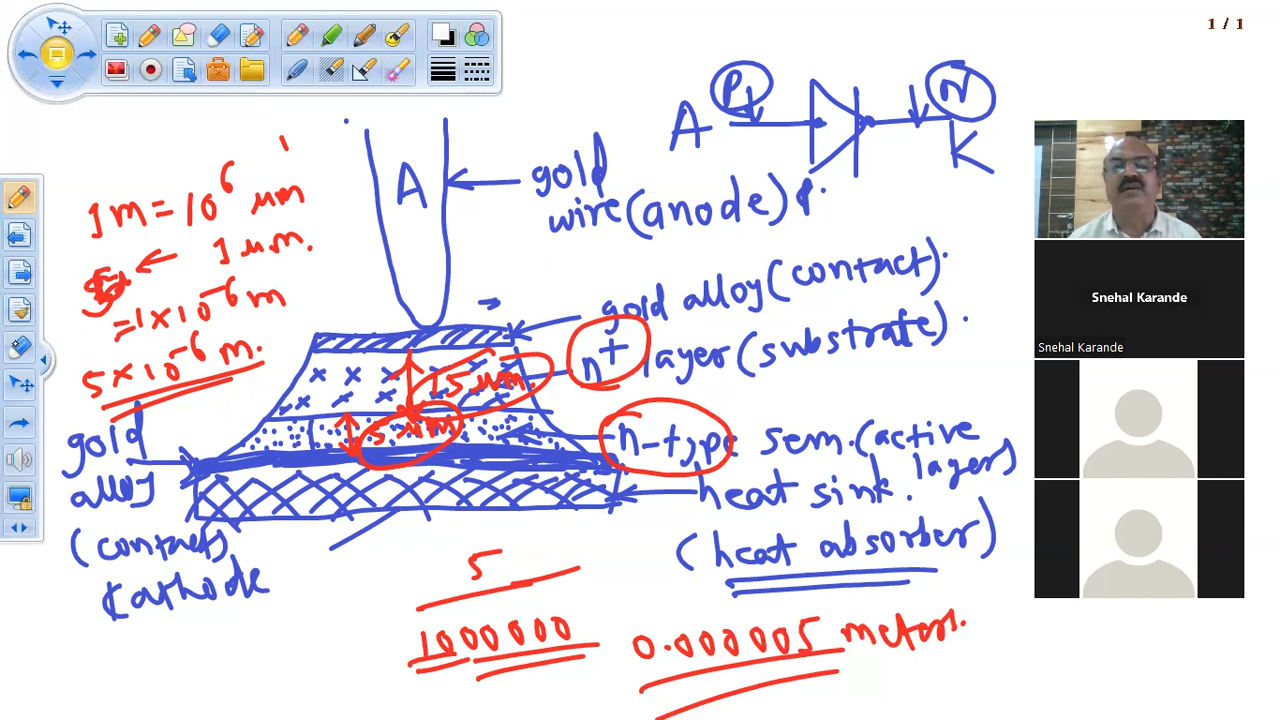 1 / 1
A P N K
A
gold
wire (anode) P.
1m = 10⁶ μm
1 μm.
= 1 x 10⁻⁶ m
5 x 10⁻⁶ m.
gold alloy (contact).
n+ layer (substrate).
15 μm.
5 μm
n-type sem. (active
layers)
heat sink.
(heat absorber)
gold
alloy
(contact)
kathode
5
1000000
0.000005 meters.
Snehal Karande
Snehal Karande